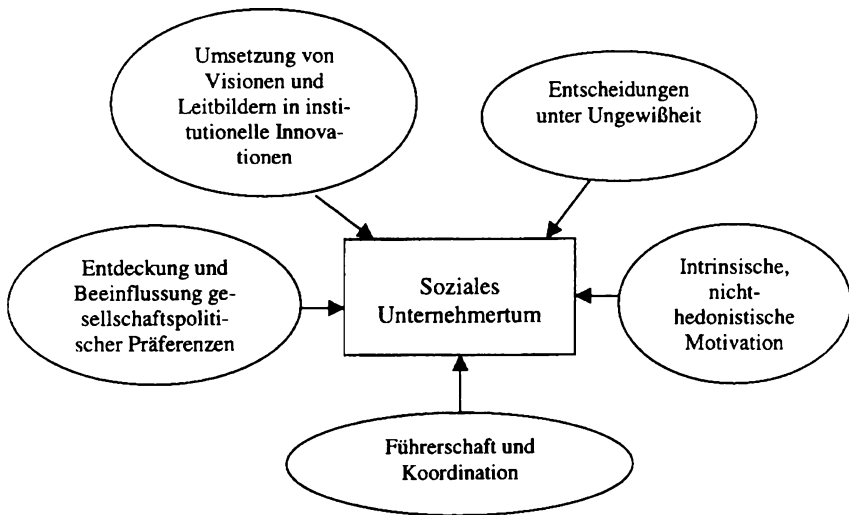 Umsetzung von
Visionen und
Leitbildern in insti-
tutionelle Innova-
tionen
Entscheidungen
unter Ungewißheit
Entdeckung und
Beeinflussung ge-
sellschaftspoliti-
scher Präferenzen
Soziales
Unternehmertum
Intrinsische,
nicht-
hedonistische
Motivation
Führerschaft und
Koordination